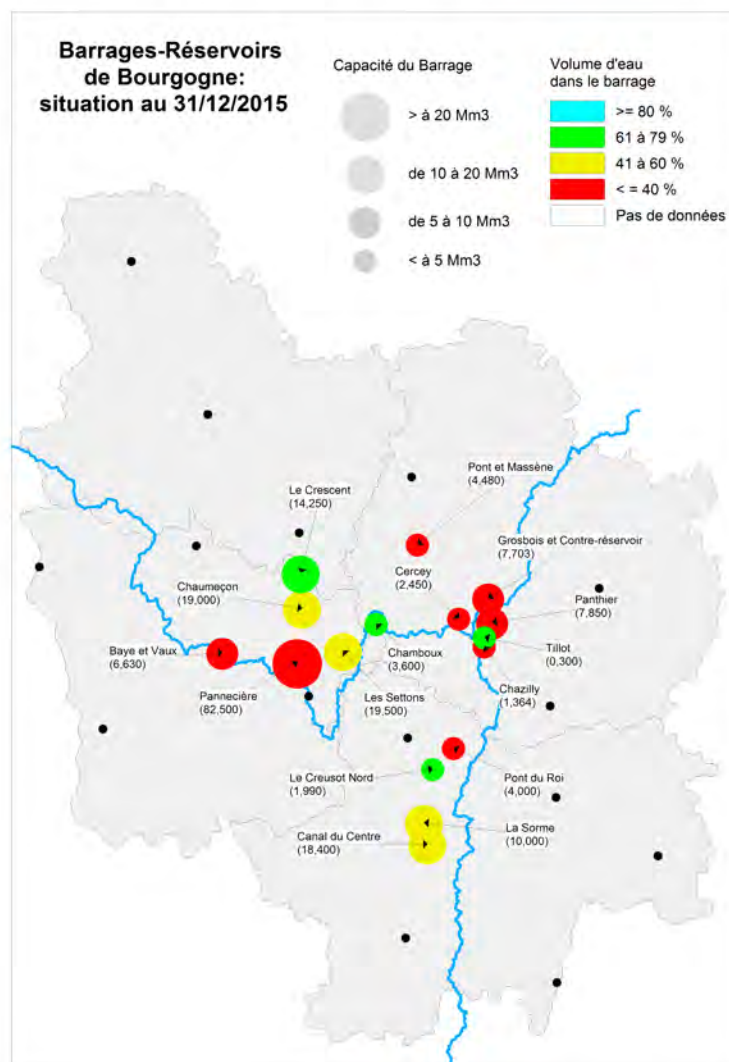 Barrages-Réservoirs
de Bourgogne:
situation au 31/12/2015
Capacité du Barrage
> à 20 Mm3
de 10 à 20 Mm3
de 5 à 10 Mm3
< à 5 Mm3
Volume d'eau
dans le barrage
>= 80 %
61 à 79 %
41 à 60 %
< = 40 %
Pas de données
Pont et Massène
(4,480)
Le Crescent
(14,250)
Grosbois et Contre-réservoir
(7,703)
Cercey
(2,450)
Chaumeçon
(19,000)
Panthier
(7,850)
Baye et Vaux
(6,630)
Chamboux
(3,600)
Tillot
(0,300)
Pannecière
(82,500)
Les Settons
(19,500)
Chazilly
(1,364)
Le Creusot Nord
(1,990)
Pont du Roi
(4,000)
La Sorme
(10,000)
Canal du Centre
(18,400)